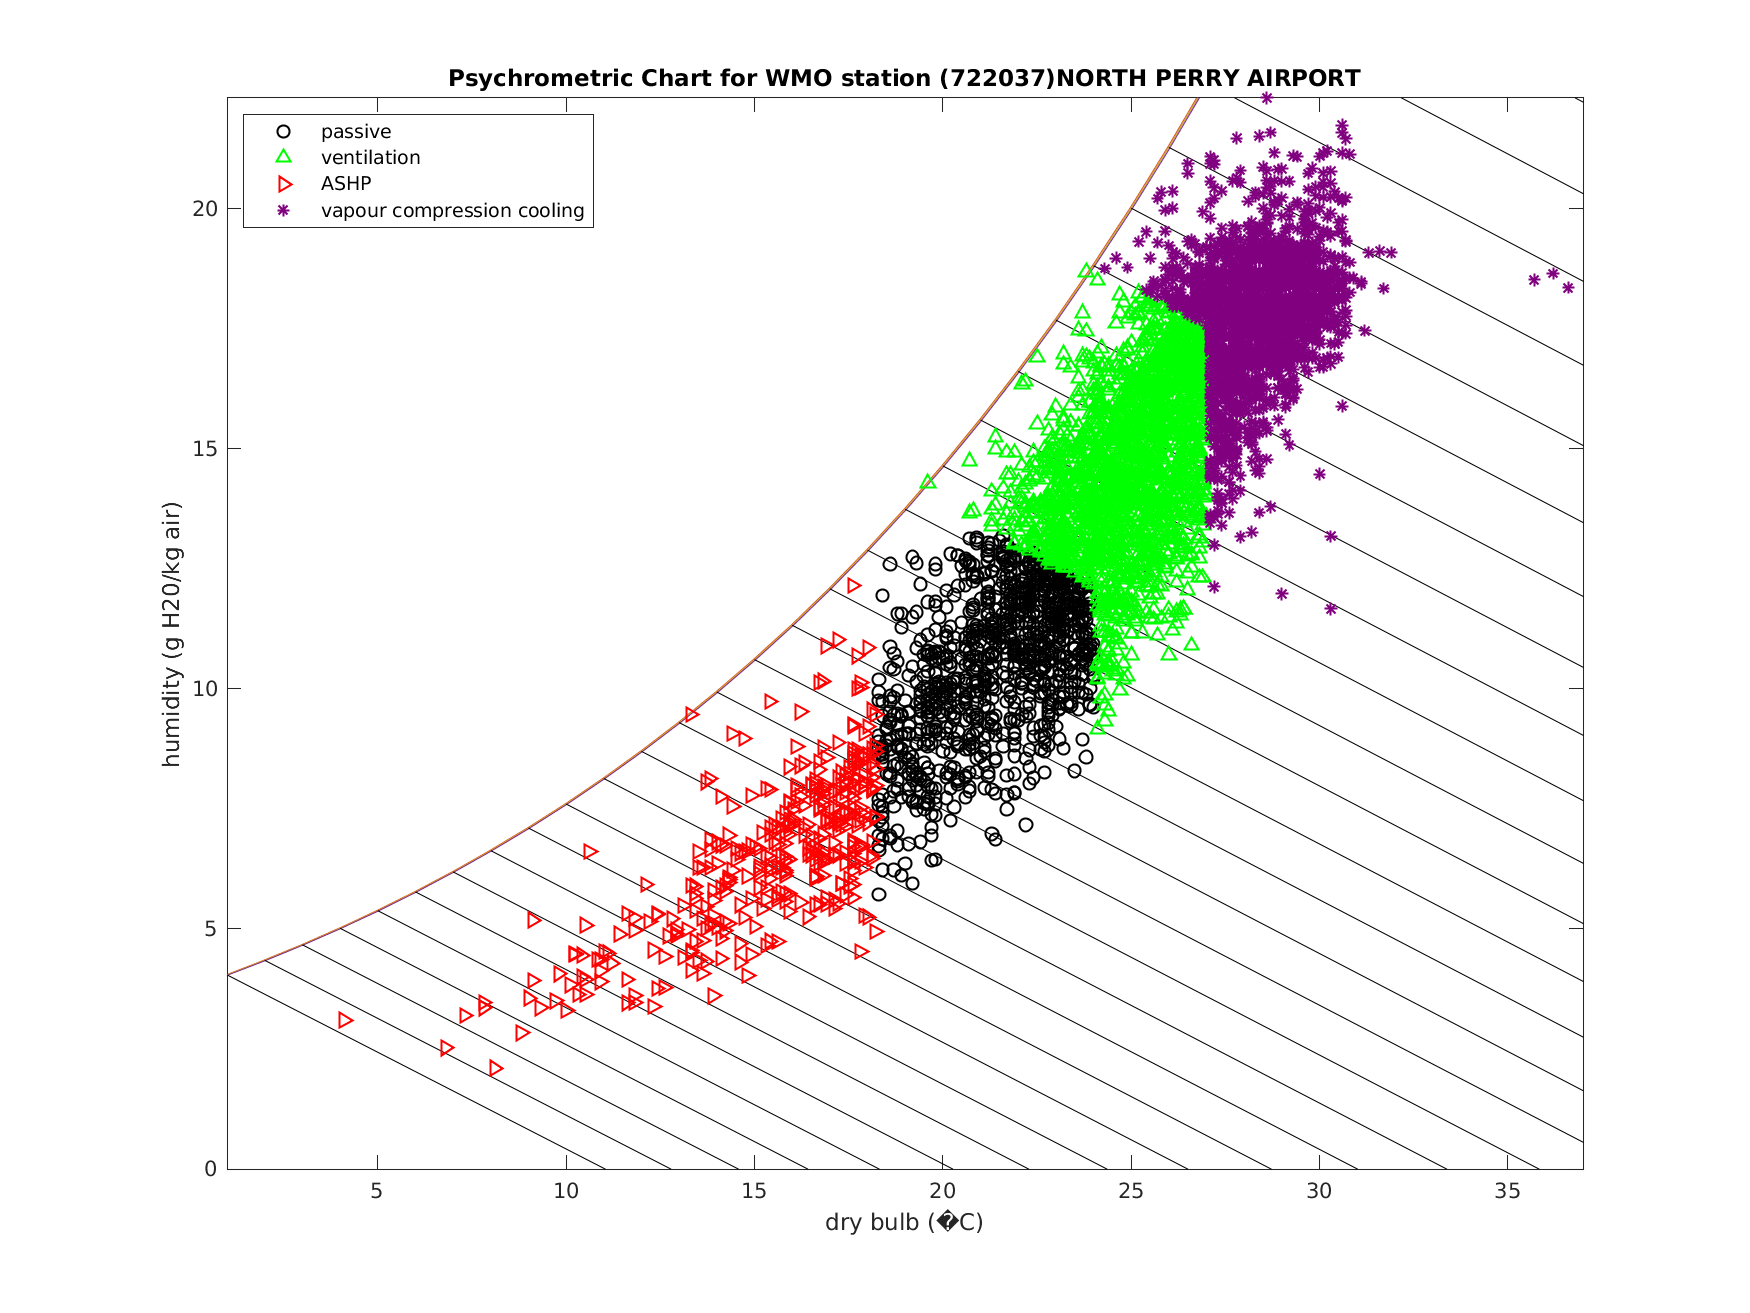 Psychrometric Chart for WMO station (722037)NORTH PERRY AIRPORT
passive
ventilation
ASHP
vapour compression cooling
20
15
10
5
0
humidity (g H20/kg air)
5
10
15
20
25
30
35
dry bulb (�C)